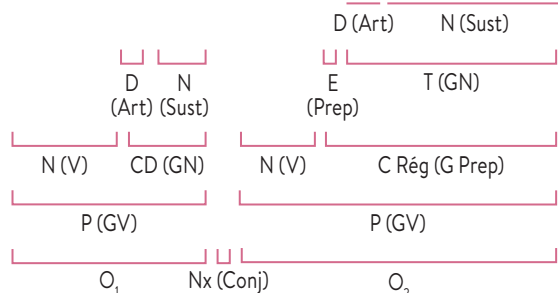 D (Art) N (Sust)
D N E T (GN)
(Art) (Sust) (Prep)
N (V) CD (GN) N (V) C Rég (G Prep)
P (GV) P (GV)
O₁ Nx (Conj) O₂